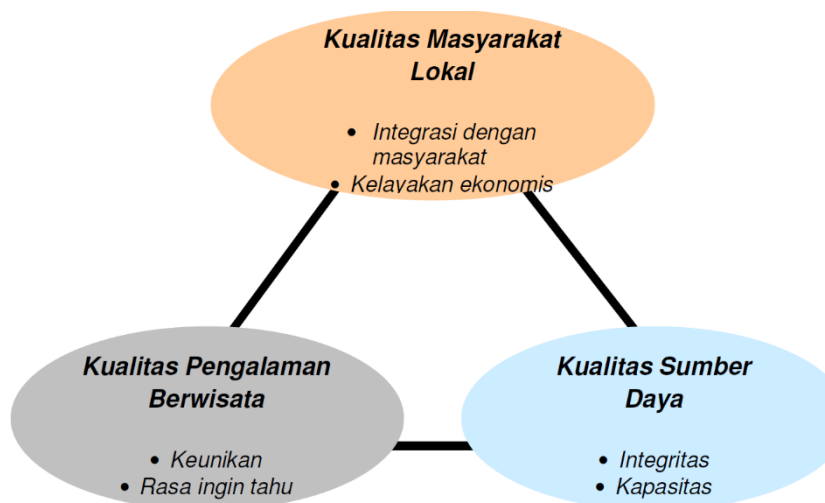 Kualitas Masyarakat
Lokal
• Integrasi dengan
masyarakat
• Kelayakan ekonomis
Kualitas Pengalaman
Berwisata
• Keunikan
• Rasa ingin tahu
Kualitas Sumber
Daya
• Integritas
• Kapasitas